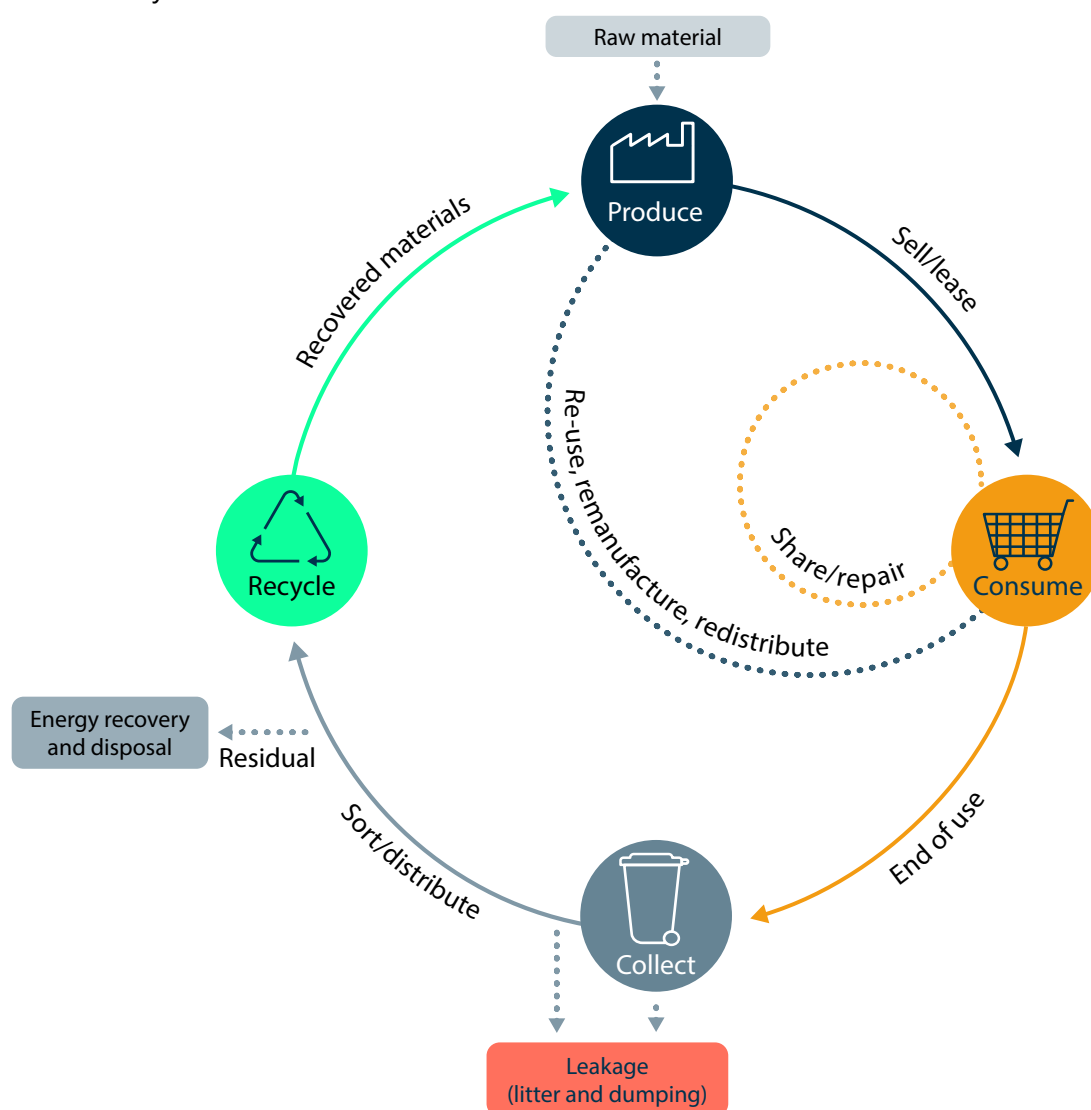 Raw material
Produce
Sell/lease
Recovered materials
Re-use, remanufacture, redistribute
Share/repair
Consume
Recycle
Energy recovery
and disposal
Residual
Sort/distribute
End of use
Collect
Leakage
(litter and dumping)